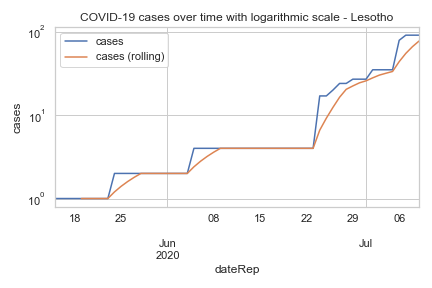 COVID-19 cases over time with logarithmic scale - Lesotho
cases
cases (rolling)
10²
10¹
10⁰
cases
18 25 08 15 22 29 06
Jun Jul
2020
dateRep